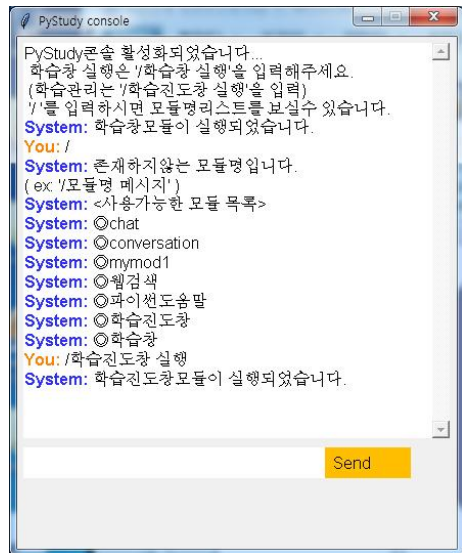 PyStudy console
PyStudy콘솔 활성화되었습니다...
학습창 실행은 '/학습창 실행'을 입력해주세요.
(학습관리는 '/학습진도창 실행'을 입력)
'/ '를 입력하시면 모듈명리스트를 보실수 있습니다.
System: 학습창모듈이 실행되었습니다.
You: /
System: 존재하지않는 모듈명입니다.
( ex: '/모듈명 메시지' )
System: <사용가능한 모듈 목록>
System: ◎chat
System: ◎conversation
System: ◎mymod1
System: ◎웹검색
System: ◎파이썬도움말
System: ◎학습진도창
System: ◎학습창
You: /학습진도창 실행
System: 학습진도창모듈이 실행되었습니다.
Send